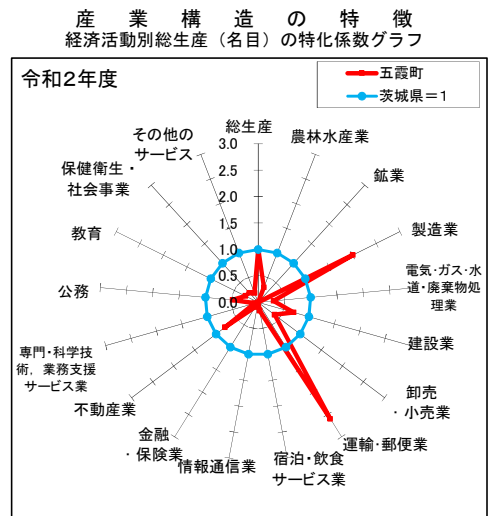 産業構造の特徴
経済活動別総生産（名目）の特化係数グラフ
令和2年度
五霞町
茨城県＝1
総生産
農林水産業
鉱業
製造業
電気･ガス･水
道･廃棄物処
理業
建設業
卸売
・小売業
運輸･郵便業
宿泊・飲食
サービス業
情報通信業
金融
・保険業
不動産業
専門・科学技
術，業務支援
サービス業
公務
教育
保健衛生・
社会事業
その他の
サービス
3.0
2.5
2.0
1.5
1.0
0.5
0.0